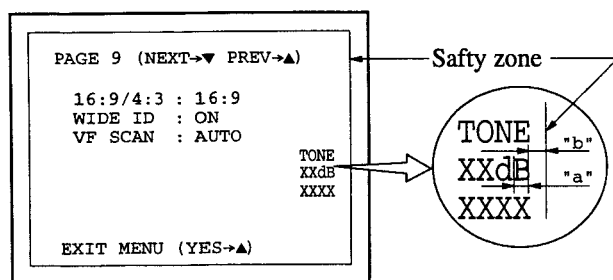 PAGE 9 (NEXT→▼ PREV→▲)
16:9/4:3 : 16:9
WIDE ID : ON
VF SCAN : AUTO
TONE
XXdB
XXXX
EXIT MENU (YES→▲)
Safty zone
TONE
"b"
XXdB
"a"
XXXX